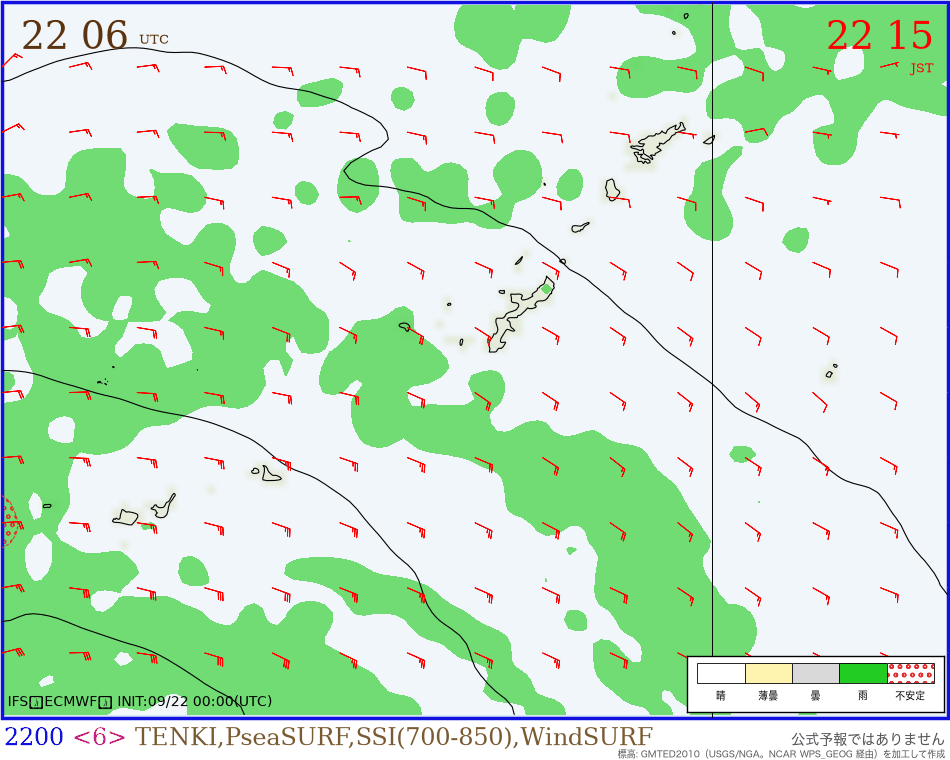 22 06 UTC
22 15
JST
晴 薄曇 曇 雨 不安定
IFS ECMWF INIT:09/22 00:00(UTC)
2200 <6> TENKI,PseaSURF,SSI(700-850),WindSURF
公式予報ではありません
標高: GMTED2010（USGS/NGA。NCAR WPS_GEOG 経由）を加工して作成